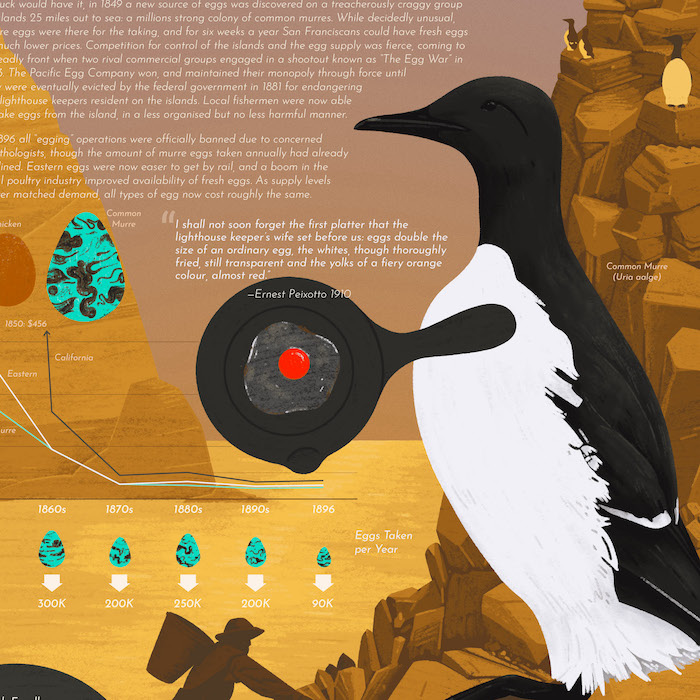 uck would have it, in 1849 a new source of eggs was discovered on a treacherously craggy group
lands 25 miles out to sea: a millions strong colony of common murres. While decidedly unusual,
re eggs were there for the taking, and for six weeks a year San Franciscans could have fresh eggs
much lower prices. Competition for control of the islands and the egg supply was fierce, coming to
eadly front when two rival commercial groups engaged in a shootout known as "The Egg War" in
3. The Pacific Egg Company won, and maintained their monopoly through force until
were eventually evicted by the federal government in 1881 for endangering
lighthouse keepers resident on the islands. Local fishermen were now able
ake eggs from the island, in a less organised but no less harmful manner.
896 all "egging" operations were officially banned due to concerned
thologists, though the amount of murre eggs taken annually had already
lined. Eastern eggs were now easier to get by rail, and a boom in the
l poultry industry improved availability of fresh eggs. As supply levels
er matched demand, all types of egg now cost roughly the same.
hicken
Common
Murre
"I shall not soon forget the first platter that the
lighthouse keeper's wife set before us: eggs double the
size of an ordinary egg, the whites, though thoroughly
fried, still transparent and the yolks of a fiery orange
colour, almost red."
—Ernest Peixotto 1910
Common Murre
(Uria aalge)
1850: $456
California
Eastern
urre
1860s 1870s 1880s 1890s 1896
Eggs Taken
per Year
300K 200K 250K 200K 90K